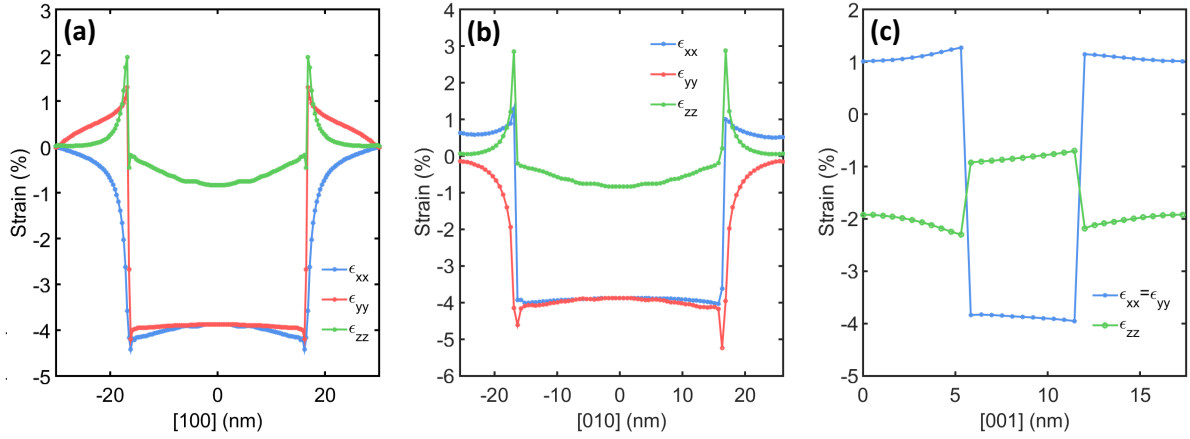 (a)
Strain (%)
3
2
1
0
-1
-2
-3
-4
-5
-20
0
20
[100] (nm)
ϵxx
ϵyy
ϵzz
(b)
Strain (%)
4
3
2
1
0
-1
-2
-3
-4
-5
-6
-20
-10
0
10
20
[010] (nm)
ϵxx
ϵyy
ϵzz
(c)
Strain (%)
2
1
0
-1
-2
-3
-4
-5
0
5
10
15
[001] (nm)
ϵxx=ϵyy
ϵzz